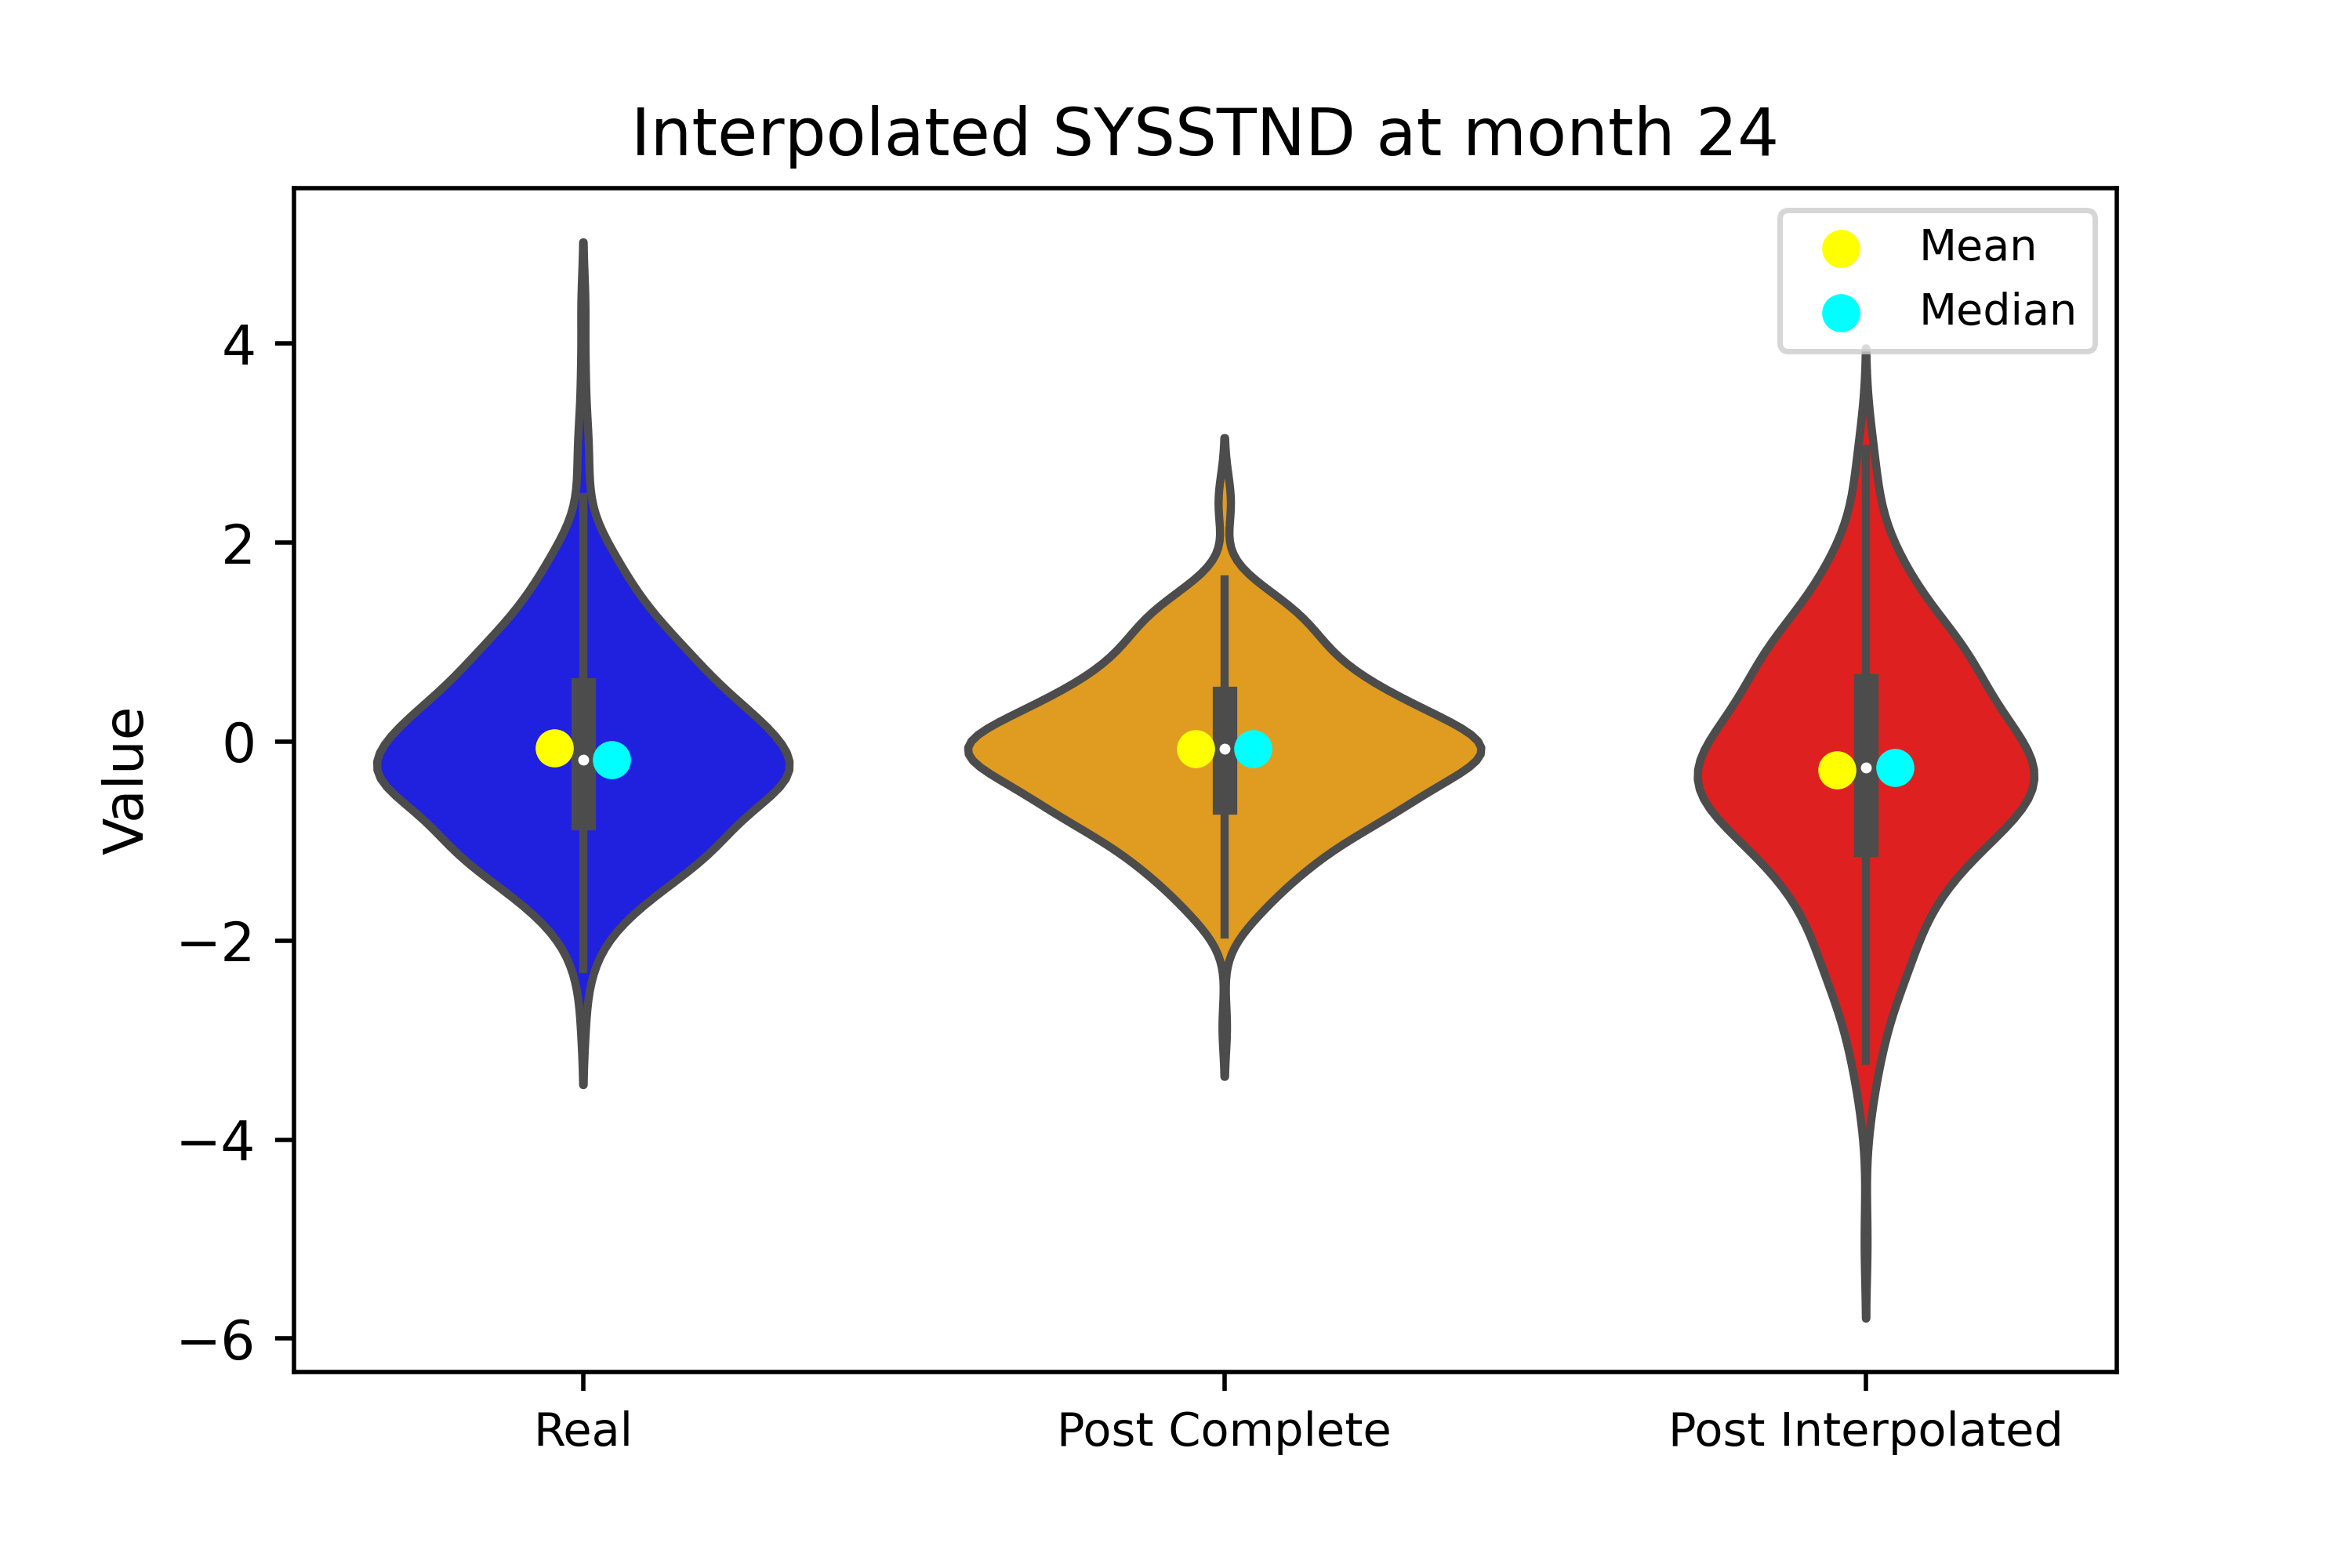 Interpolated SYSSTND at month 24
Mean
Median
4
2
0
−2
−4
−6
Value
Real
Post Complete
Post Interpolated